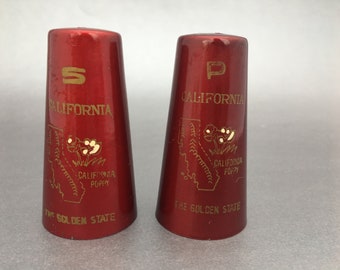 S
CALIFORNIA
CALIFORNIA
POPPY
THE GOLDEN STATE
P
CALIFORNIA
CALIFORNIA
POPPY
THE GOLDEN STATE